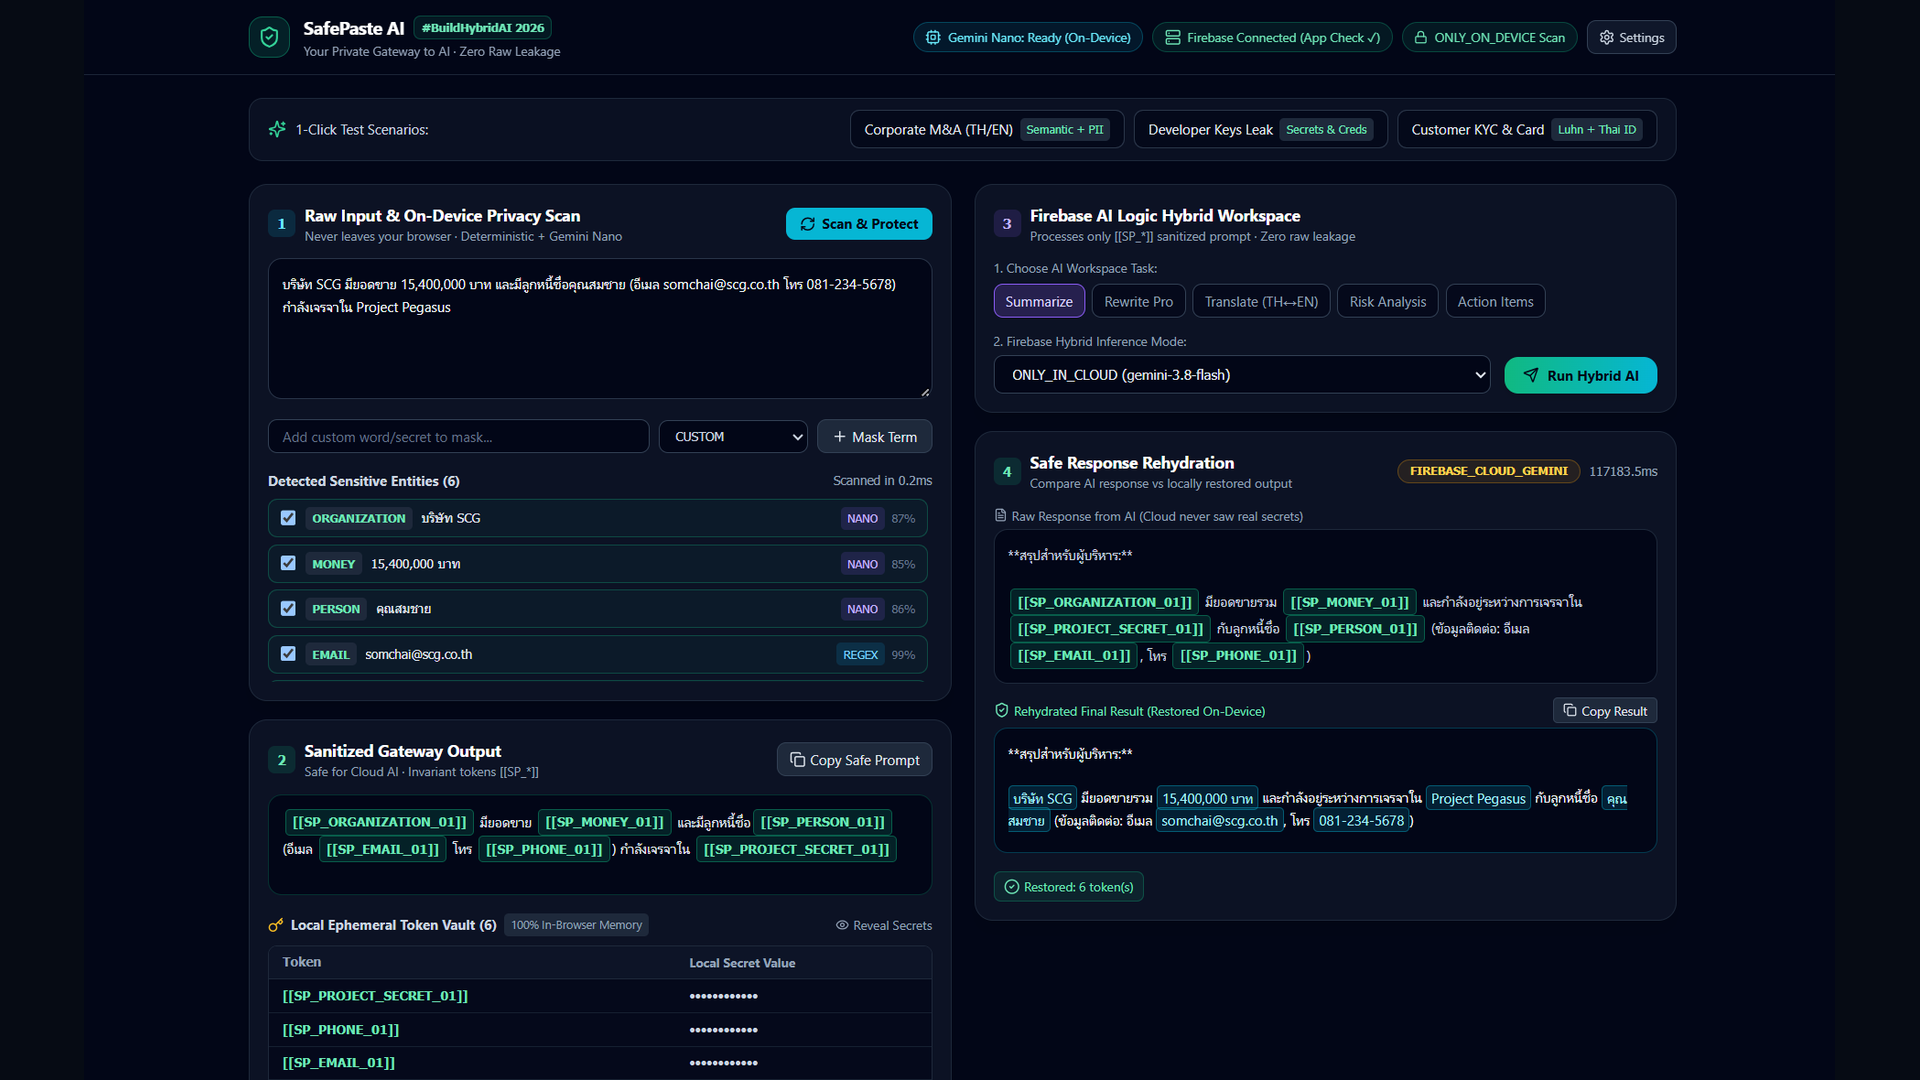 SafePaste AI #BuildHybridAI 2026
Your Private Gateway to AI · Zero Raw Leakage
Gemini Nano: Ready (On-Device)
Firebase Connected (App Check ✓)
ONLY_ON_DEVICE Scan
Settings
1-Click Test Scenarios:
Corporate M&A (TH/EN) Semantic + PII
Developer Keys Leak Secrets & Creds
Customer KYC & Card Luhn + Thai ID
1
Raw Input & On-Device Privacy Scan
Never leaves your browser · Deterministic + Gemini Nano
Scan & Protect
บริษัท SCG มียอดขาย 15,400,000 บาท และมีลูกหนี้ชื่อคุณสมชาย (อีเมล somchai@scg.co.th โทร 081-234-5678)
กำลังเจรจาใน Project Pegasus
Add custom word/secret to mask...
CUSTOM
+ Mask Term
Detected Sensitive Entities (6)
Scanned in 0.2ms
ORGANIZATION บริษัท SCG NANO 87%
MONEY 15,400,000 บาท NANO 85%
PERSON คุณสมชาย NANO 86%
EMAIL somchai@scg.co.th REGEX 99%
2
Sanitized Gateway Output
Safe for Cloud AI · Invariant tokens [[SP_*]]
Copy Safe Prompt
[[SP_ORGANIZATION_01]] มียอดขาย [[SP_MONEY_01]] และมีลูกหนี้ชื่อ [[SP_PERSON_01]]
(อีเมล [[SP_EMAIL_01]] โทร [[SP_PHONE_01]] ) กำลังเจรจาใน [[SP_PROJECT_SECRET_01]]
Local Ephemeral Token Vault (6) 100% In-Browser Memory
Reveal Secrets
Token Local Secret Value
[[SP_PROJECT_SECRET_01]] ••••••••••••
[[SP_PHONE_01]] ••••••••••••
[[SP_EMAIL_01]] ••••••••••••
3
Firebase AI Logic Hybrid Workspace
Processes only [[SP_*]] sanitized prompt · Zero raw leakage
1. Choose AI Workspace Task:
Summarize
Rewrite Pro
Translate (TH↔EN)
Risk Analysis
Action Items
2. Firebase Hybrid Inference Mode:
ONLY_IN_CLOUD (gemini-3.8-flash)
Run Hybrid AI
4
Safe Response Rehydration
Compare AI response vs locally restored output
FIREBASE_CLOUD_GEMINI 117183.5ms
Raw Response from AI (Cloud never saw real secrets)
**สรุปสำหรับผู้บริหาร:**
[[SP_ORGANIZATION_01]] มียอดขายรวม [[SP_MONEY_01]] และกำลังอยู่ระหว่างการเจรจาใน
[[SP_PROJECT_SECRET_01]] กับลูกหนี้ชื่อ [[SP_PERSON_01]] (ข้อมูลติดต่อ: อีเมล
[[SP_EMAIL_01]] , โทร [[SP_PHONE_01]] )
Rehydrated Final Result (Restored On-Device)
Copy Result
**สรุปสำหรับผู้บริหาร:**
บริษัท SCG มียอดขายรวม 15,400,000 บาท และกำลังอยู่ระหว่างการเจรจาใน Project Pegasus กับลูกหนี้ชื่อ คุณ
สมชาย (ข้อมูลติดต่อ: อีเมล somchai@scg.co.th , โทร 081-234-5678 )
Restored: 6 token(s)